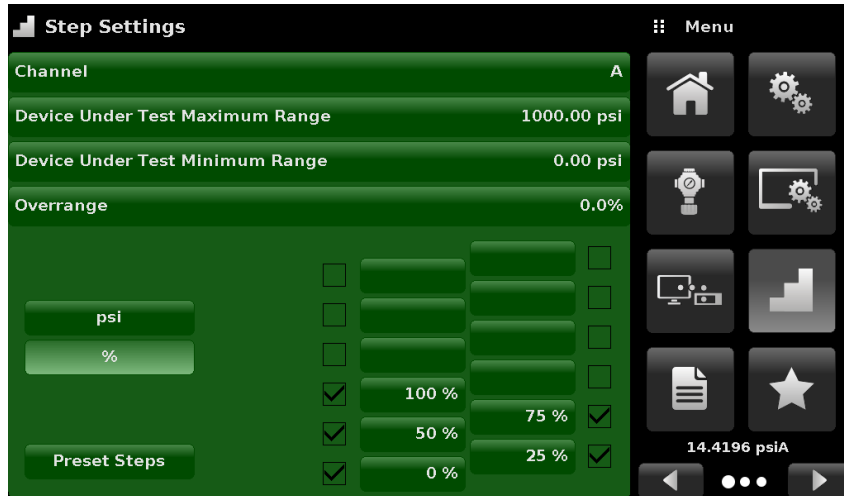 Step Settings
Menu
Channel A
Device Under Test Maximum Range 1000.00 psi
Device Under Test Minimum Range 0.00 psi
Overrange 0.0%
psi
%
100 %
75 %
50 %
25 %
Preset Steps
0 %
14.4196 psiA